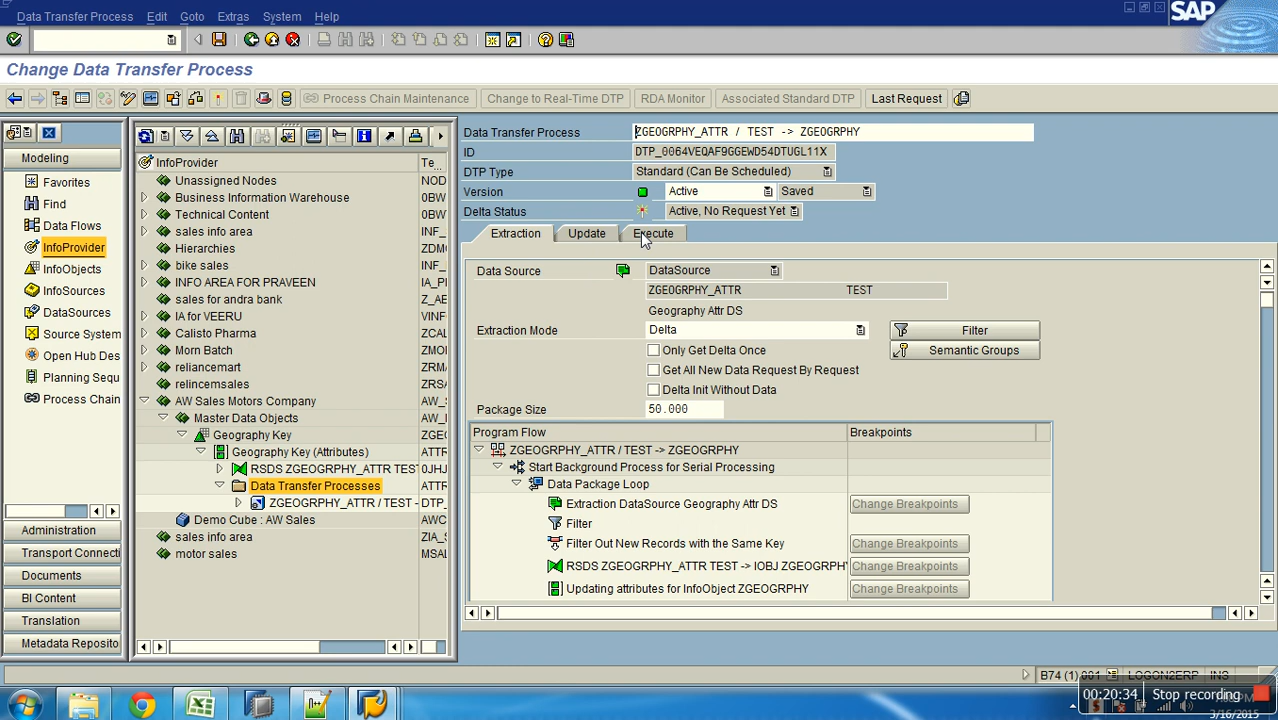 Data Transfer Process Edit Goto Extras System Help
SAP
Change Data Transfer Process
Process Chain Maintenance Change to Real-Time DTP RDA Monitor Associated Standard DTP Last Request
Modeling
Favorites
Find
Data Flows
InfoProvider
InfoObjects
InfoSources
DataSources
Source System
Open Hub Des
Planning Sequ
Process Chain
Administration
Transport Connecti
Documents
BI Content
Translation
Metadata Reposito
InfoProvider Te...
Unassigned Nodes NOD
Business Information Warehouse 0BW
Technical Content 0BW
sales info area INF_
Hierarchies ZDM
bike sales INF_
INFO AREA FOR PRAVEEN IA_P
sales for andra bank Z_AE
IA for VEERU VINF
Calisto Pharma ZCAL
Morn Batch ZMO
reliancemart ZRM
relincemsales ZRS
AW Sales Motors Company AW_
Master Data Objects AW_
Geography Key ZGE
Geography Key (Attributes) ATTR
RSDS ZGEOGRPHY_ATTR TES 0JHJ
Data Transfer Processes ATTR
ZGEOGRPHY_ATTR / TEST - DTP_
Demo Cube : AW Sales AWC
sales info area ZIA_S
motor sales MSAL
Data Transfer Process ZGEOGRPHY_ATTR / TEST -> ZGEOGRPHY
ID DTP_0064VEQAF9GGEWD54DTUGL11X
DTP Type Standard (Can Be Scheduled)
Version Active Saved
Delta Status Active, No Request Yet
Extraction Update Execute
Data Source DataSource
ZGEOGRPHY_ATTR TEST
Geography Attr DS
Extraction Mode Delta Filter
Only Get Delta Once Semantic Groups
Get All New Data Request By Request
Delta Init Without Data
Package Size 50.000
Program Flow Breakpoints
ZGEOGRPHY_ATTR / TEST -> ZGEOGRPHY
Start Background Process for Serial Processing
Data Package Loop
Extraction DataSource Geography Attr DS Change Breakpoints
Filter
Filter Out New Records with the Same Key Change Breakpoints
RSDS ZGEOGRPHY_ATTR TEST -> IOBJ ZGEOGRPHY Change Breakpoints
Updating attributes for InfoObject ZGEOGRPHY Change Breakpoints
B74 (1) 001 LOGON2ERP INS
00:20:34 Stop recording
3/16/2015